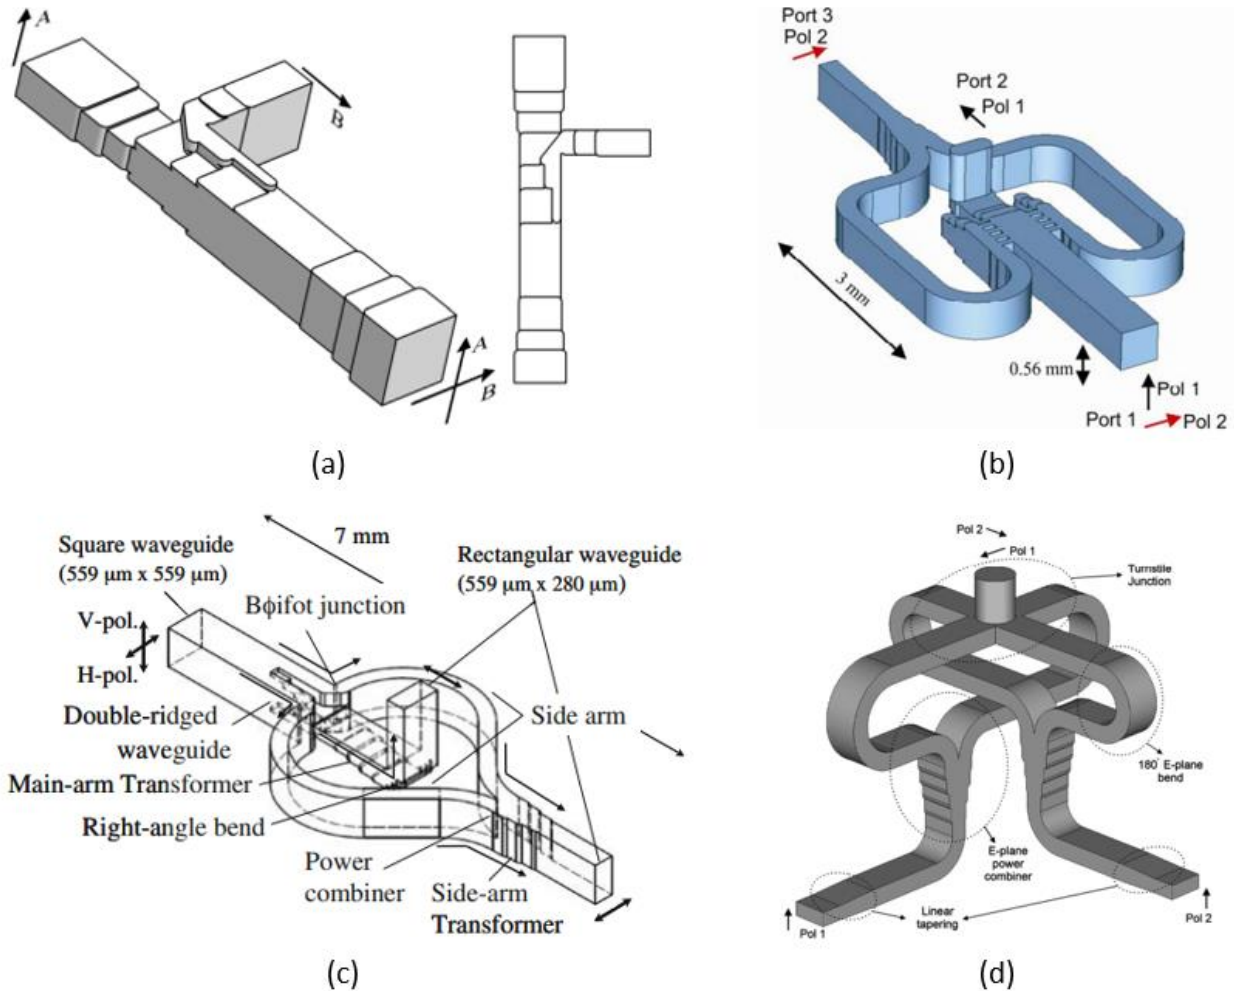 A
B
A
B
(a)
Port 3
Pol 2
Port 2
Pol 1
3 mm
0.56 mm
Pol 1
Port 1
Pol 2
(b)
7 mm
Square waveguide
(559 μm x 559 μm)
Rectangular waveguide
(559 μm x 280 μm)
Bϕifot junction
V-pol.
H-pol.
Double-ridged
waveguide
Side arm
Main-arm Transformer
Right-angle bend
Power
combiner
Side-arm
Transformer
(c)
Pol 2
Pol 1
Turnstile
Junction
180° E-plane
bend
E-plane
power
combiner
Linear
tapering
Pol 1
Pol 2
(d)